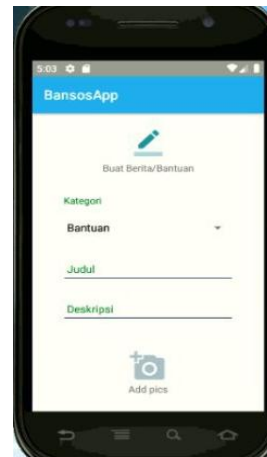 5:03
BansosApp
Buat Berita/Bantuan
Kategori
Bantuan
Judul
Deskripsi
Add pics